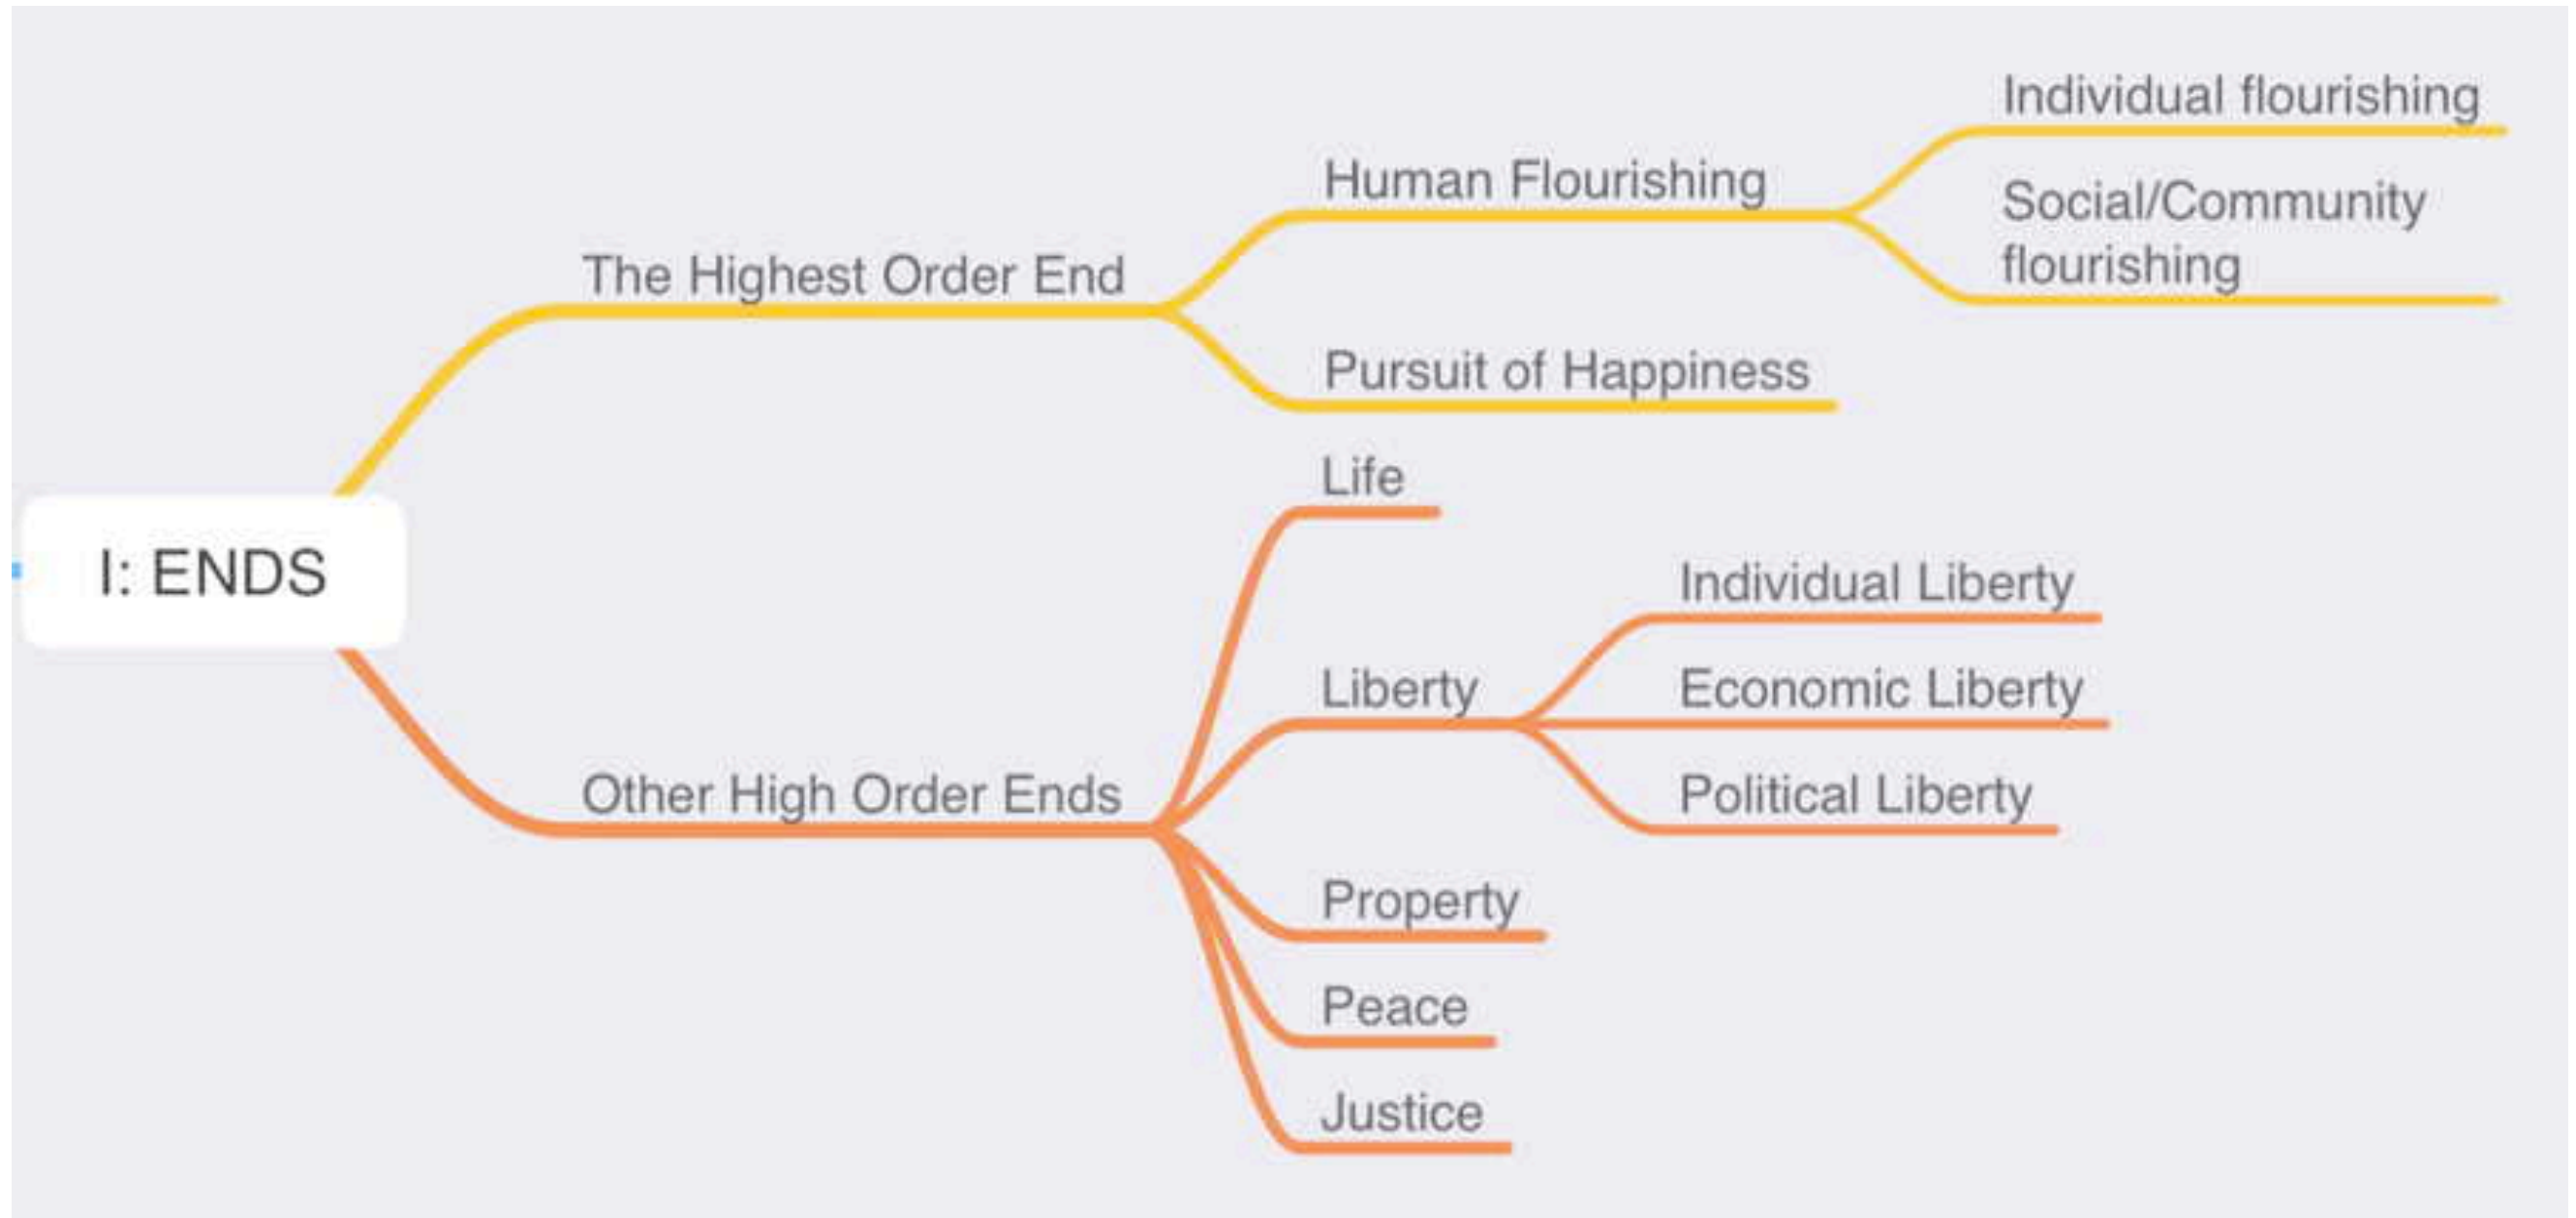 Individual flourishing
Human Flourishing
Social/Community
flourishing
The Highest Order End
Pursuit of Happiness
Life
I: ENDS
Individual Liberty
Liberty
Economic Liberty
Other High Order Ends
Political Liberty
Property
Peace
Justice